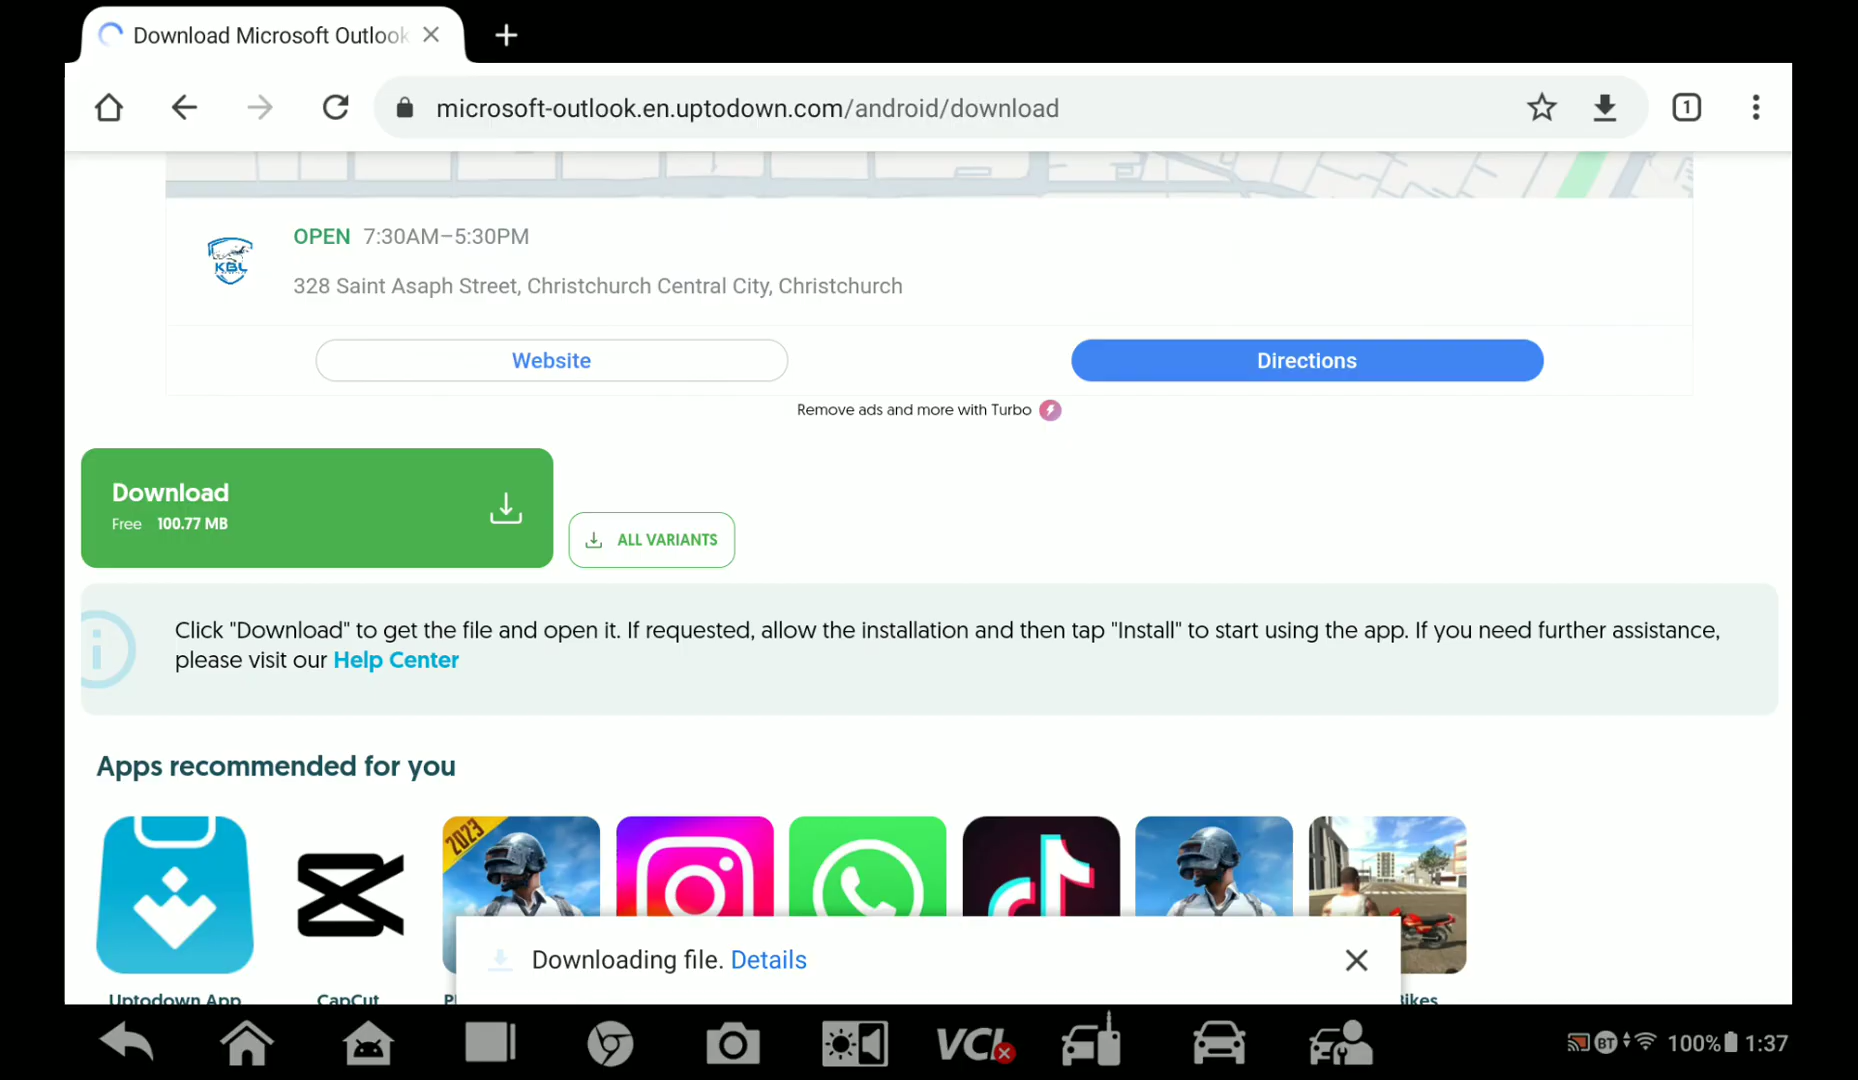 Download Microsoft Outlook
microsoft-outlook.en.uptodown.com/android/download
1
KBL
OPEN 7:30AM–5:30PM
328 Saint Asaph Street, Christchurch Central City, Christchurch
Website
Directions
Remove ads and more with Turbo
Download
Free 100.77 MB
ALL VARIANTS
Click "Download" to get the file and open it. If requested, allow the installation and then tap "Install" to start using the app. If you need further assistance,
please visit our Help Center
Apps recommended for you
2023
Uptodown App
CapCut
Bikes
Downloading file. Details
VCI
BT
100%
1:37